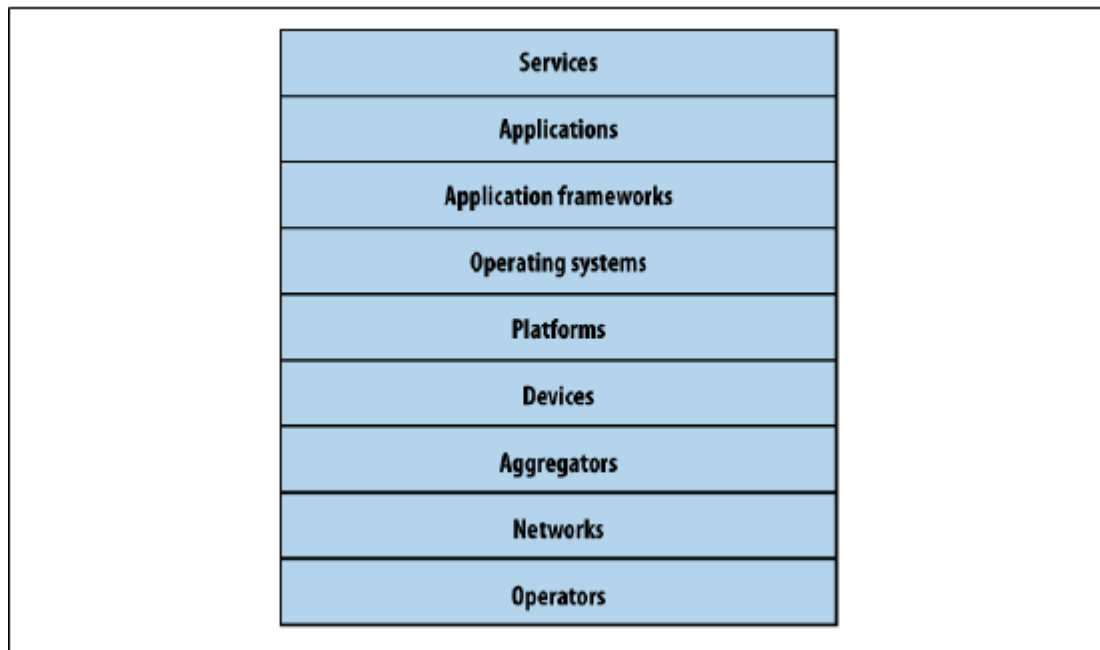 Services
Applications
Application frameworks
Operating systems
Platforms
Devices
Aggregators
Networks
Operators